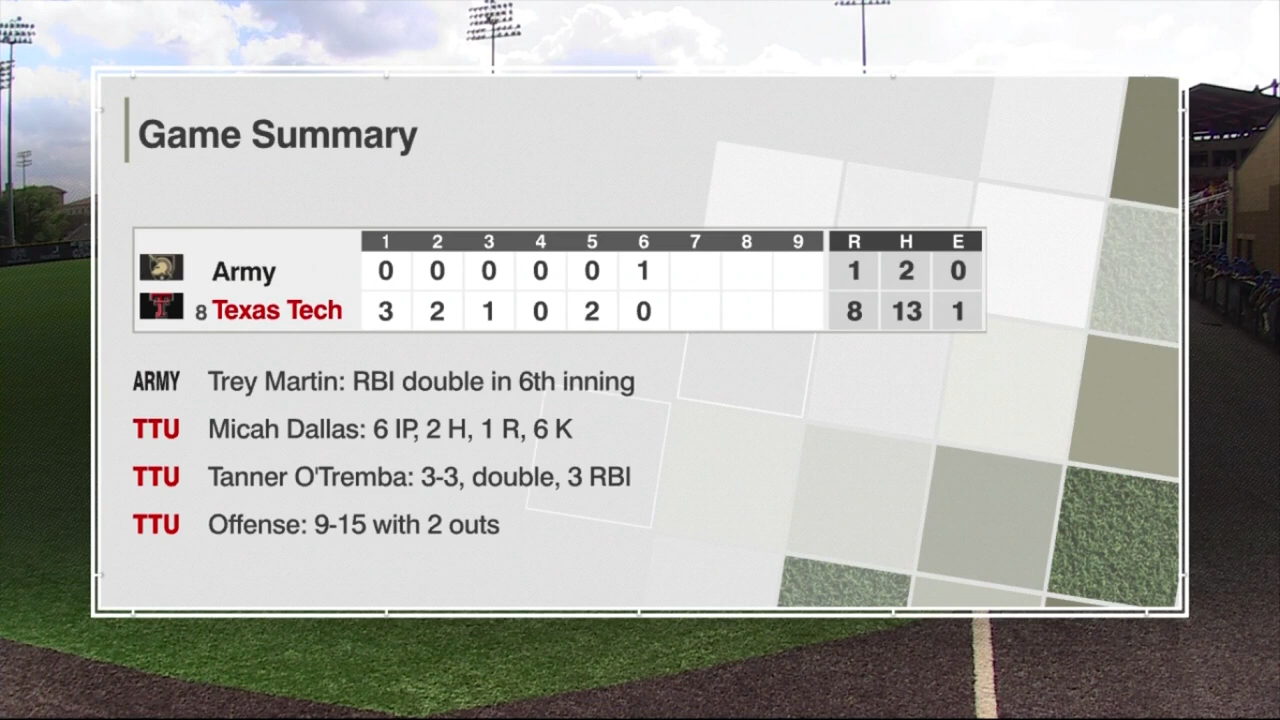 Game Summary
1 2 3 4 5 6 7 8 9 R H E
Army 0 0 0 0 0 1 1 2 0
8 Texas Tech 3 2 1 0 2 0 8 13 1
ARMY Trey Martin: RBI double in 6th inning
TTU Micah Dallas: 6 IP, 2 H, 1 R, 6 K
TTU Tanner O'Tremba: 3-3, double, 3 RBI
TTU Offense: 9-15 with 2 outs